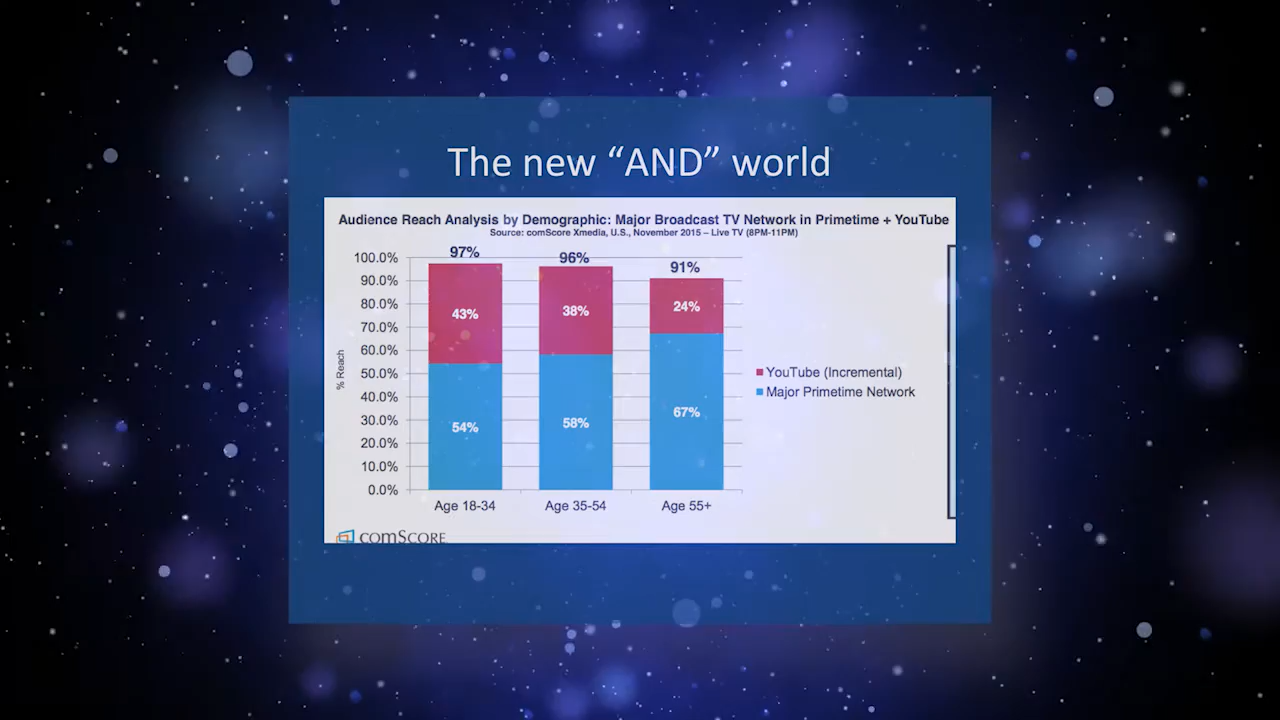 The new “AND” world
Audience Reach Analysis by Demographic: Major Broadcast TV Network in Primetime + YouTube
Source: comScore Xmedia, U.S., November 2015 – Live TV (8PM-11PM)
97%
96%
91%
100.0%
90.0%
80.0%
70.0%
60.0%
50.0%
40.0%
30.0%
20.0%
10.0%
0.0%
% Reach
43%
38%
24%
54%
58%
67%
YouTube (Incremental)
Major Primetime Network
Age 18-34
Age 35-54
Age 55+
comSCORE